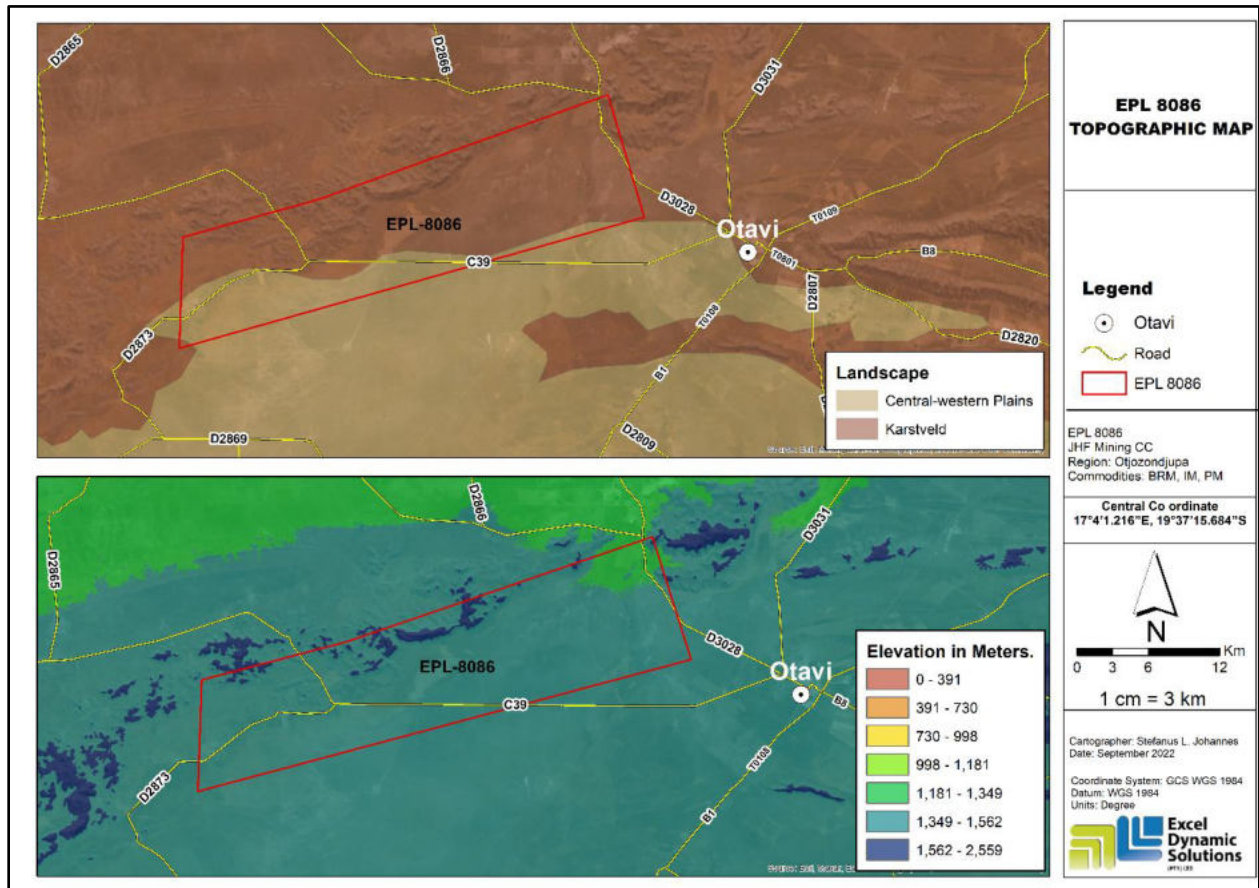 D2865
D2866
D3031
EPL-8086
D3028
T0109
Otavi
C39
T0801
B8
D2807
D2873
T0108
D2820
B1
D2869
D2809
Landscape
Central-western Plains
Karstveld
D2866
D3031
D2865
EPL-8086
D3028
Otavi
C39
B8
D2873
T0108
B1
Elevation in Meters.
0 - 391
391 - 730
730 - 998
998 - 1,181
1,181 - 1,349
1,349 - 1,562
1,562 - 2,559
EPL 8086
TOPOGRAPHIC MAP
Legend
Otavi
Road
EPL 8086
EPL 8086
JHF Mining CC
Region: Otjozondjupa
Commodities: BRM, IM, PM
Central Co ordinate
17°4'1.216"E, 19°37'15.684"S
N
Km
0 3 6 12
1 cm = 3 km
Cartographer: Stefanus L. Johannes
Date: September 2022
Coordinate System: GCS WGS 1984
Datum: WGS 1984
Units: Degree
Excel
Dynamic
Solutions
(PTY) LTD